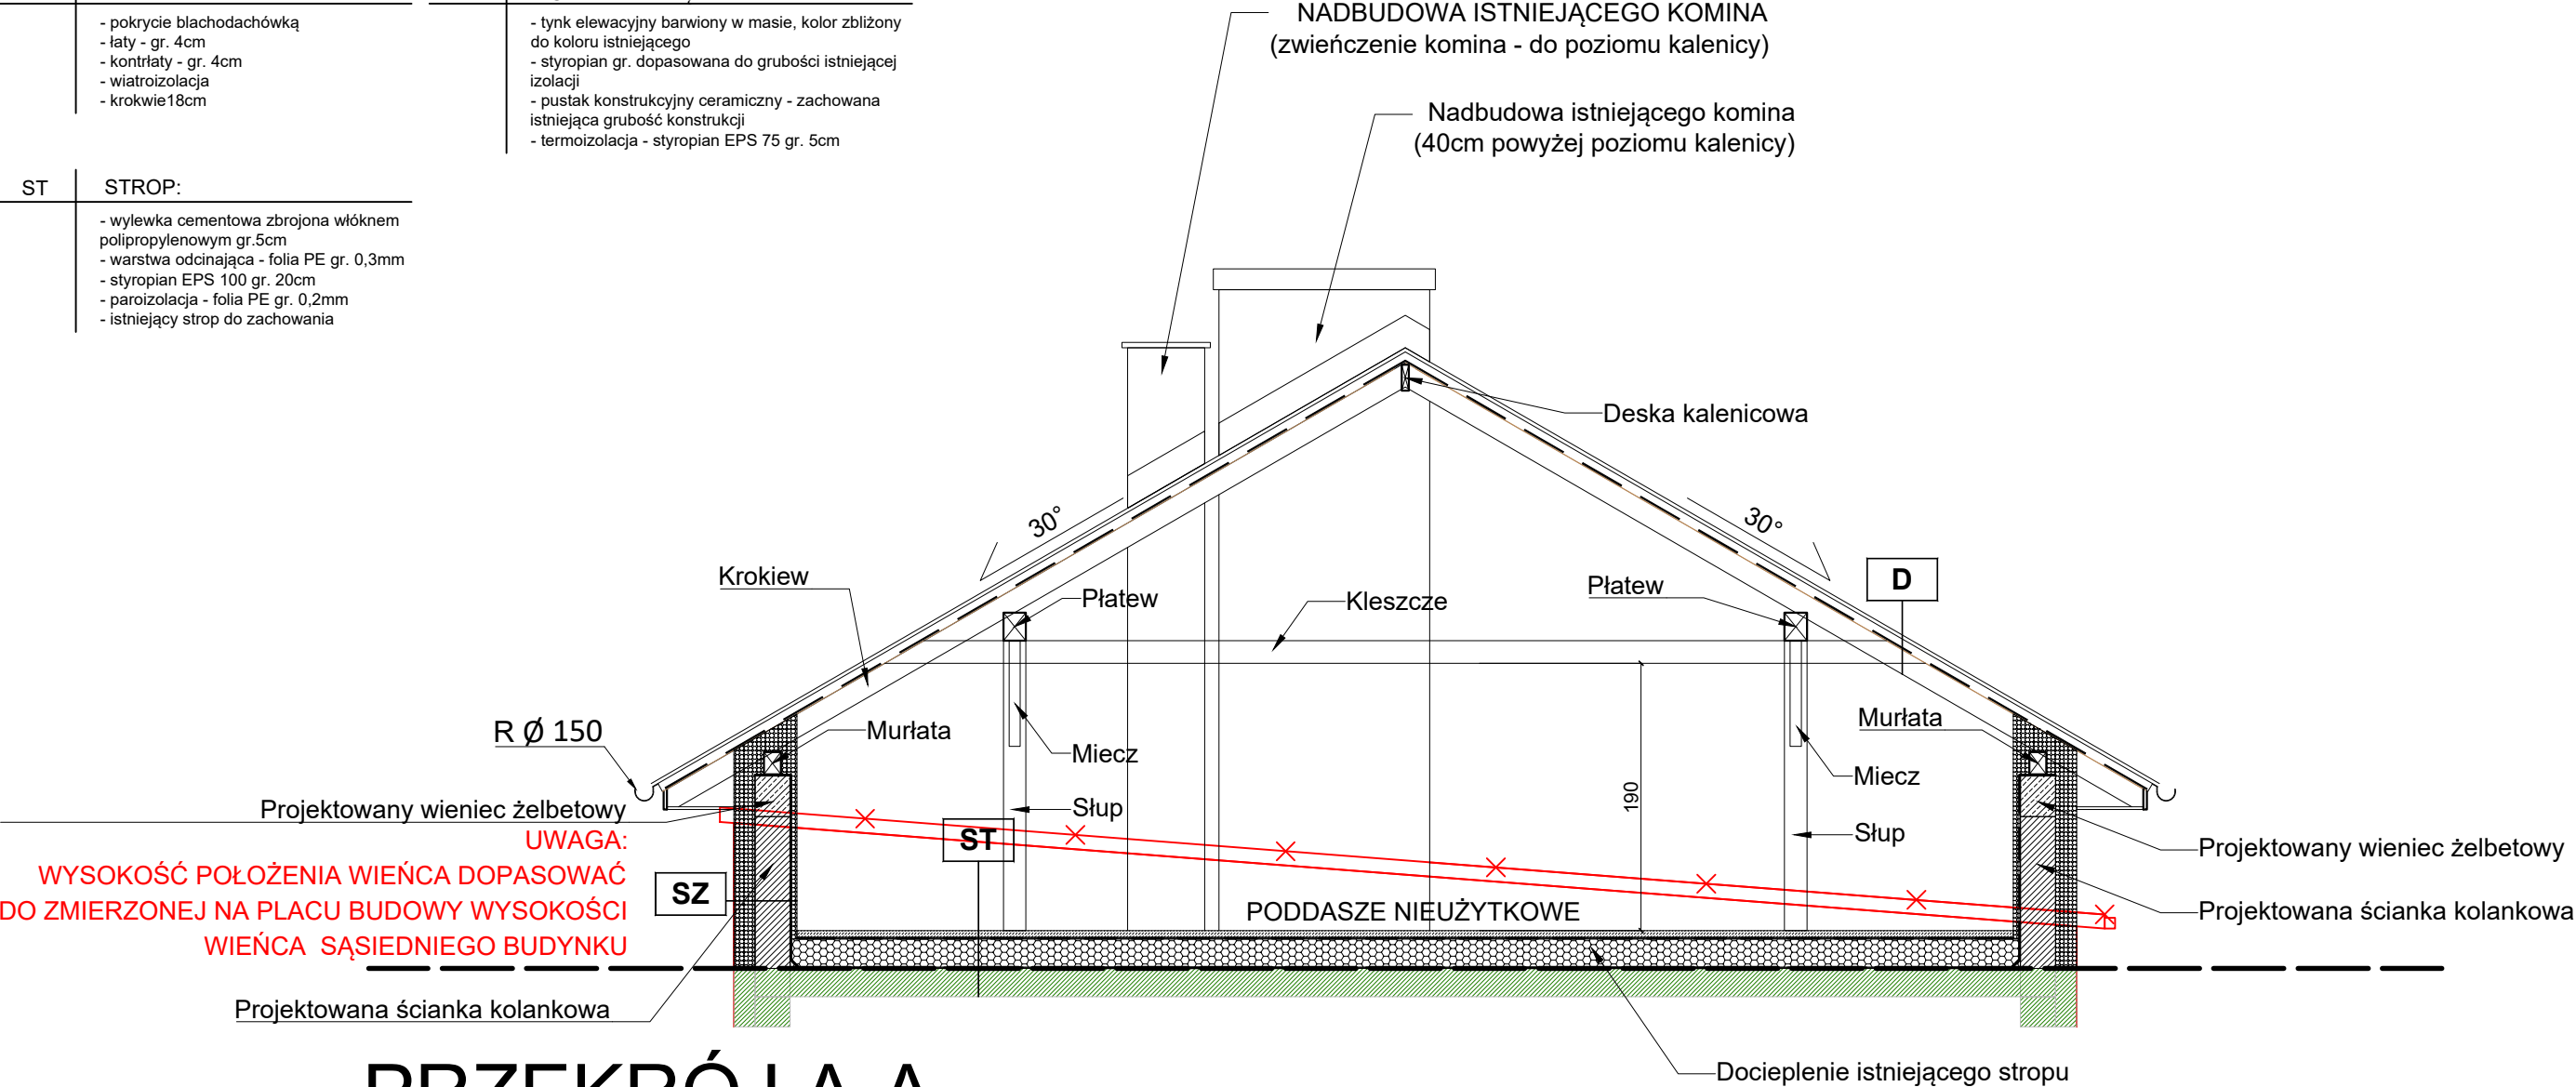 - pokrycie blachodachówką
- łaty - gr. 4cm
- kontrłaty - gr. 4cm
- wiatroizolacja
- krokwie18cm
- tynk elewacyjny barwiony w masie, kolor zbliżony
do koloru istniejącego
- styropian gr. dopasowana do grubości istniejącej
izolacji
- pustak konstrukcyjny ceramiczny - zachowana
istniejąca grubość konstrukcji
- termoizolacja - styropian EPS 75 gr. 5cm
ST STROP:
- wylewka cementowa zbrojona włóknem
polipropylenowym gr.5cm
- warstwa odcinająca - folia PE gr. 0,3mm
- styropian EPS 100 gr. 20cm
- paroizolacja - folia PE gr. 0,2mm
- istniejący strop do zachowania
NADBUDOWA ISTNIEJĄCEGO KOMINA
(zwieńczenie komina - do poziomu kalenicy)
Nadbudowa istniejącego komina
(40cm powyżej poziomu kalenicy)
Deska kalenicowa
30°
30°
Krokiew
Płatew
Kleszcze
Płatew
D
R Ø 150
Murłata
Murłata
Miecz
Miecz
190
Słup
Słup
ST
Projektowany wieniec żelbetowy
UWAGA:
WYSOKOŚĆ POŁOŻENIA WIEŃCA DOPASOWAĆ
DO ZMIERZONEJ NA PLACU BUDOWY WYSOKOŚCI
WIEŃCA SĄSIEDNIEGO BUDYNKU
SZ
Projektowany wieniec żelbetowy
Projektowana ścianka kolankowa
PODDASZE NIEUŻYTKOWE
Projektowana ścianka kolankowa
Docieplenie istniejącego stropu
PRZEKRÓJ A-A